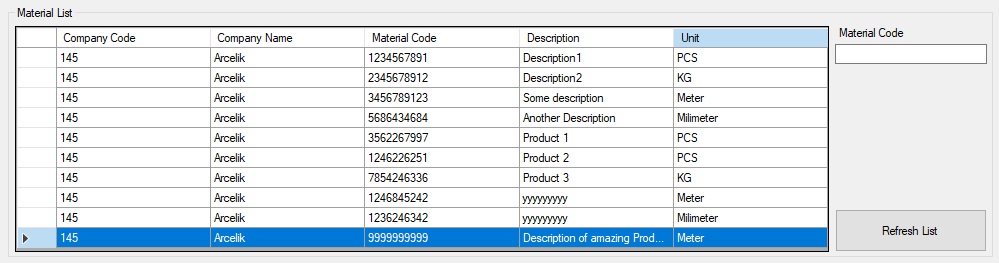 Material List
Company Code Company Name Material Code Description Unit
145 Arcelik 1234567891 Description1 PCS
145 Arcelik 2345678912 Description2 KG
145 Arcelik 3456789123 Some description Meter
145 Arcelik 5686434684 Another Description Milimeter
145 Arcelik 3562267997 Product 1 PCS
145 Arcelik 1246226251 Product 2 PCS
145 Arcelik 7854246336 Product 3 KG
145 Arcelik 1246845242 yyyyyyyyy Meter
145 Arcelik 1236246342 yyyyyyyyy Milimeter
145 Arcelik 9999999999 Description of amazing Prod... Meter
Material Code
Refresh List